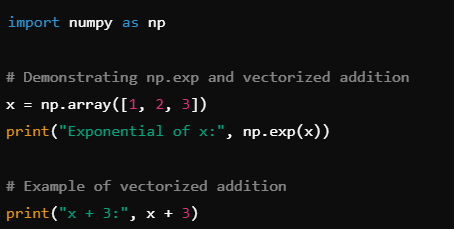 import numpy as np
# Demonstrating np.exp and vectorized addition
x = np.array([1, 2, 3])
print("Exponential of x:", np.exp(x))
# Example of vectorized addition
print("x + 3:", x + 3)